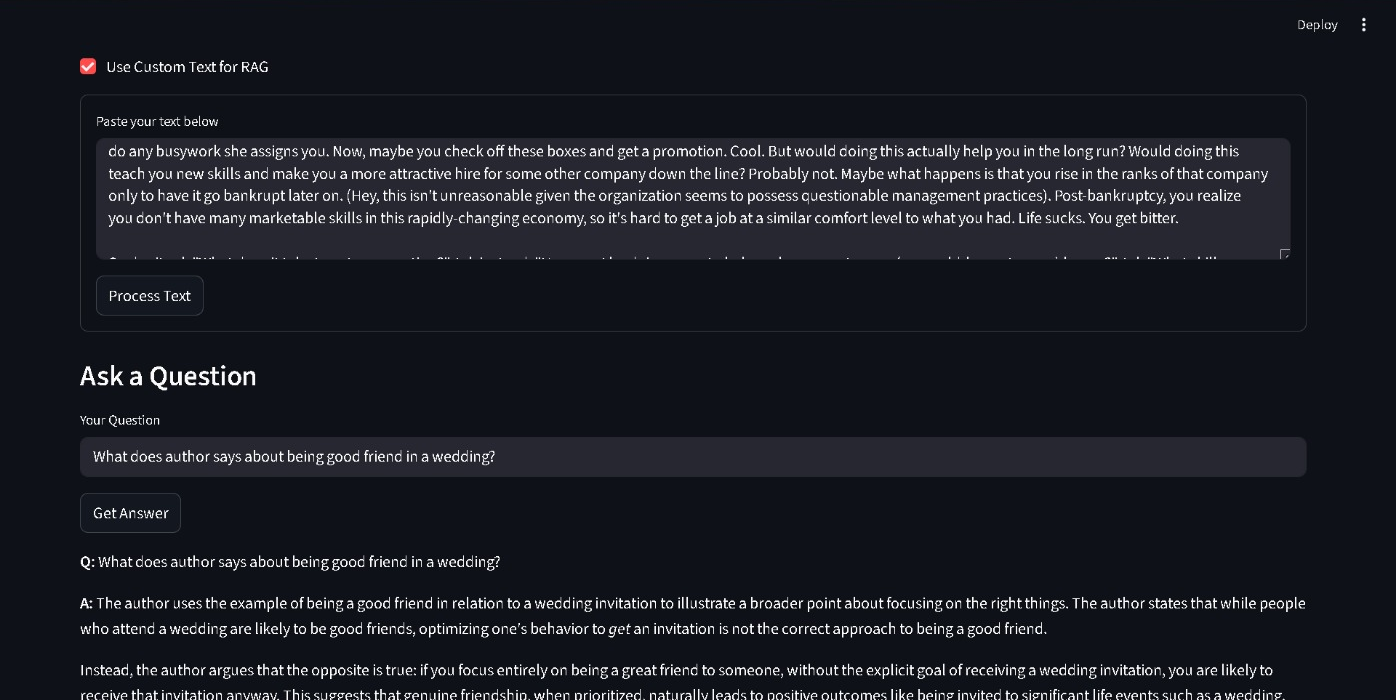 Deploy
Use Custom Text for RAG
Paste your text below
do any busywork she assigns you. Now, maybe you check off these boxes and get a promotion. Cool. But would doing this actually help you in the long run? Would doing this
teach you new skills and make you a more attractive hire for some other company down the line? Probably not. Maybe what happens is that you rise in the ranks of that company
only to have it go bankrupt later on. (Hey, this isn't unreasonable given the organization seems to possess questionable management practices). Post-bankruptcy, you realize
you don't have many marketable skills in this rapidly-changing economy, so it's hard to get a job at a similar comfort level to what you had. Life sucks. You get bitter.
Process Text
Ask a Question
Your Question
What does author says about being good friend in a wedding?
Get Answer
Q: What does author says about being good friend in a wedding?
A: The author uses the example of being a good friend in relation to a wedding invitation to illustrate a broader point about focusing on the right things. The author states that while people
who attend a wedding are likely to be good friends, optimizing one's behavior to get an invitation is not the correct approach to being a good friend.
Instead, the author argues that the opposite is true: if you focus entirely on being a great friend to someone, without the explicit goal of receiving a wedding invitation, you are likely to
receive that invitation anyway. This suggests that genuine friendship, when prioritized, naturally leads to positive outcomes like being invited to significant life events such as a wedding.